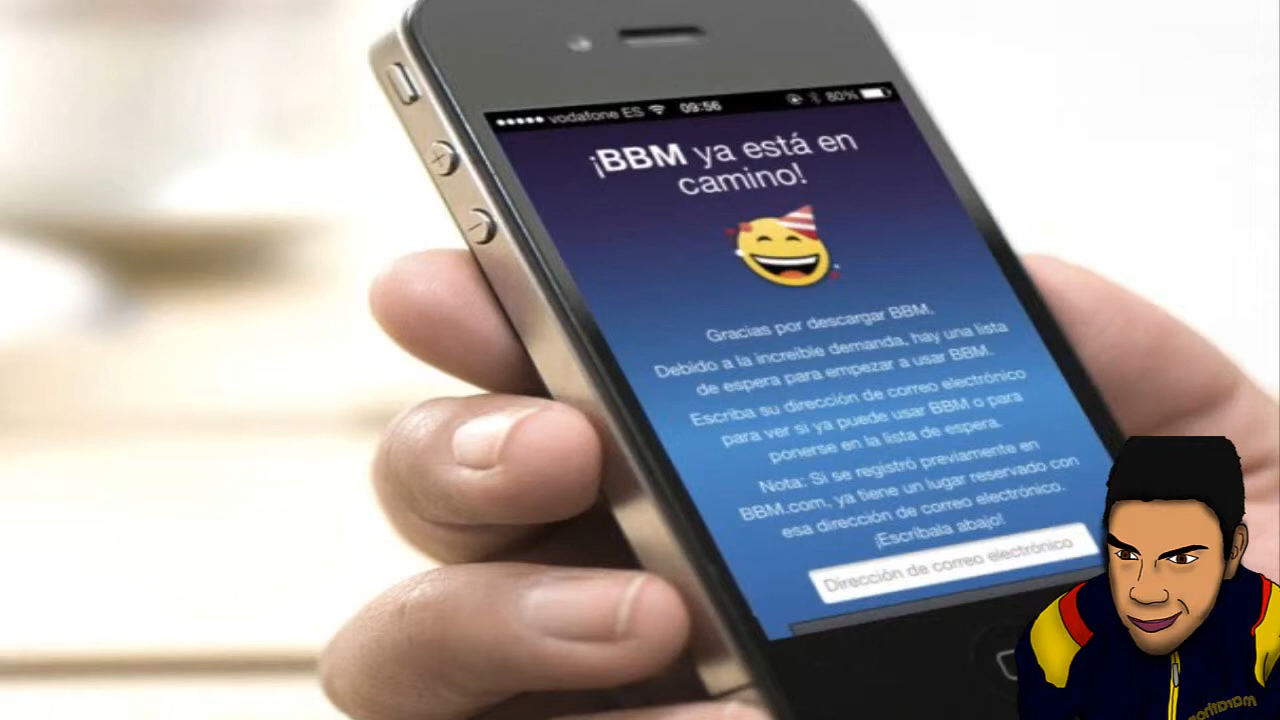 vodafone ES 09:56 80%
¡BBM ya está en
camino!
Gracias por descargar BBM.
Debido a la increíble demanda, hay una lista
de espera para empezar a usar BBM.
Escriba su dirección de correo electrónico
para ver si ya puede usar BBM o para
ponerse en la lista de espera.
Nota: Si se registró previamente en
BBM.com, ya tiene un lugar reservado con
esa dirección de correo electrónico.
¡Escríbala abajo!
Dirección de correo electrónico